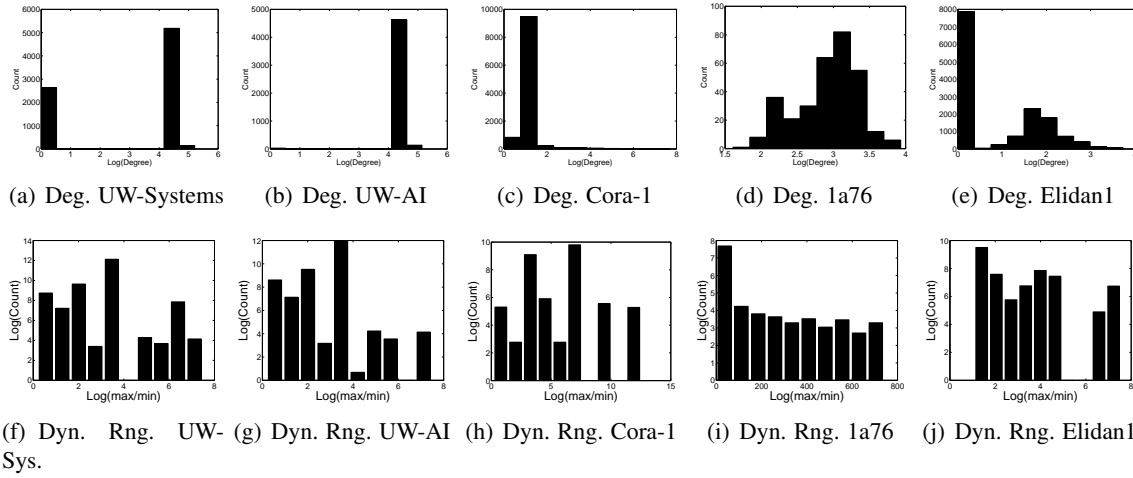 6000
5000
4000
3000
2000
1000
0
Count
0 1 2 3 4 5 6
Log(Degree)
5000
4000
3000
2000
1000
0
Count
0 1 2 3 4 5 6
Log(Degree)
10000
8000
6000
4000
2000
0
Count
0 2 4 6 8
Log(Degree)
100
80
60
40
20
0
Count
1.5 2 2.5 3 3.5 4
Log(Degree)
8000
7000
6000
5000
4000
3000
2000
1000
0
Count
0 1 2 3 4
Log(Degree)
(a) Deg. UW-Systems
(b) Deg. UW-AI
(c) Deg. Cora-1
(d) Deg. 1a76
(e) Deg. Elidan1
14
12
10
8
6
4
2
0
Log(Count)
0 2 4 6 8
Log(max/min)
12
10
8
6
4
2
0
Log(Count)
0 2 4 6 8
Log(max/min)
10
8
6
4
2
0
Log(Count)
0 5 10 15
Log(max/min)
8
7
6
5
4
3
2
1
0
Log(Count)
0 200 400 600 800
Log(max/min)
10
8
6
4
2
0
Log(Count)
0 2 4 6 8
Log(max/min)
(f) Dyn. Rng. UW-
Sys.
(g) Dyn. Rng. UW-AI
(h) Dyn. Rng. Cora-1
(i) Dyn. Rng. 1a76
(j) Dyn. Rng. Elidan1